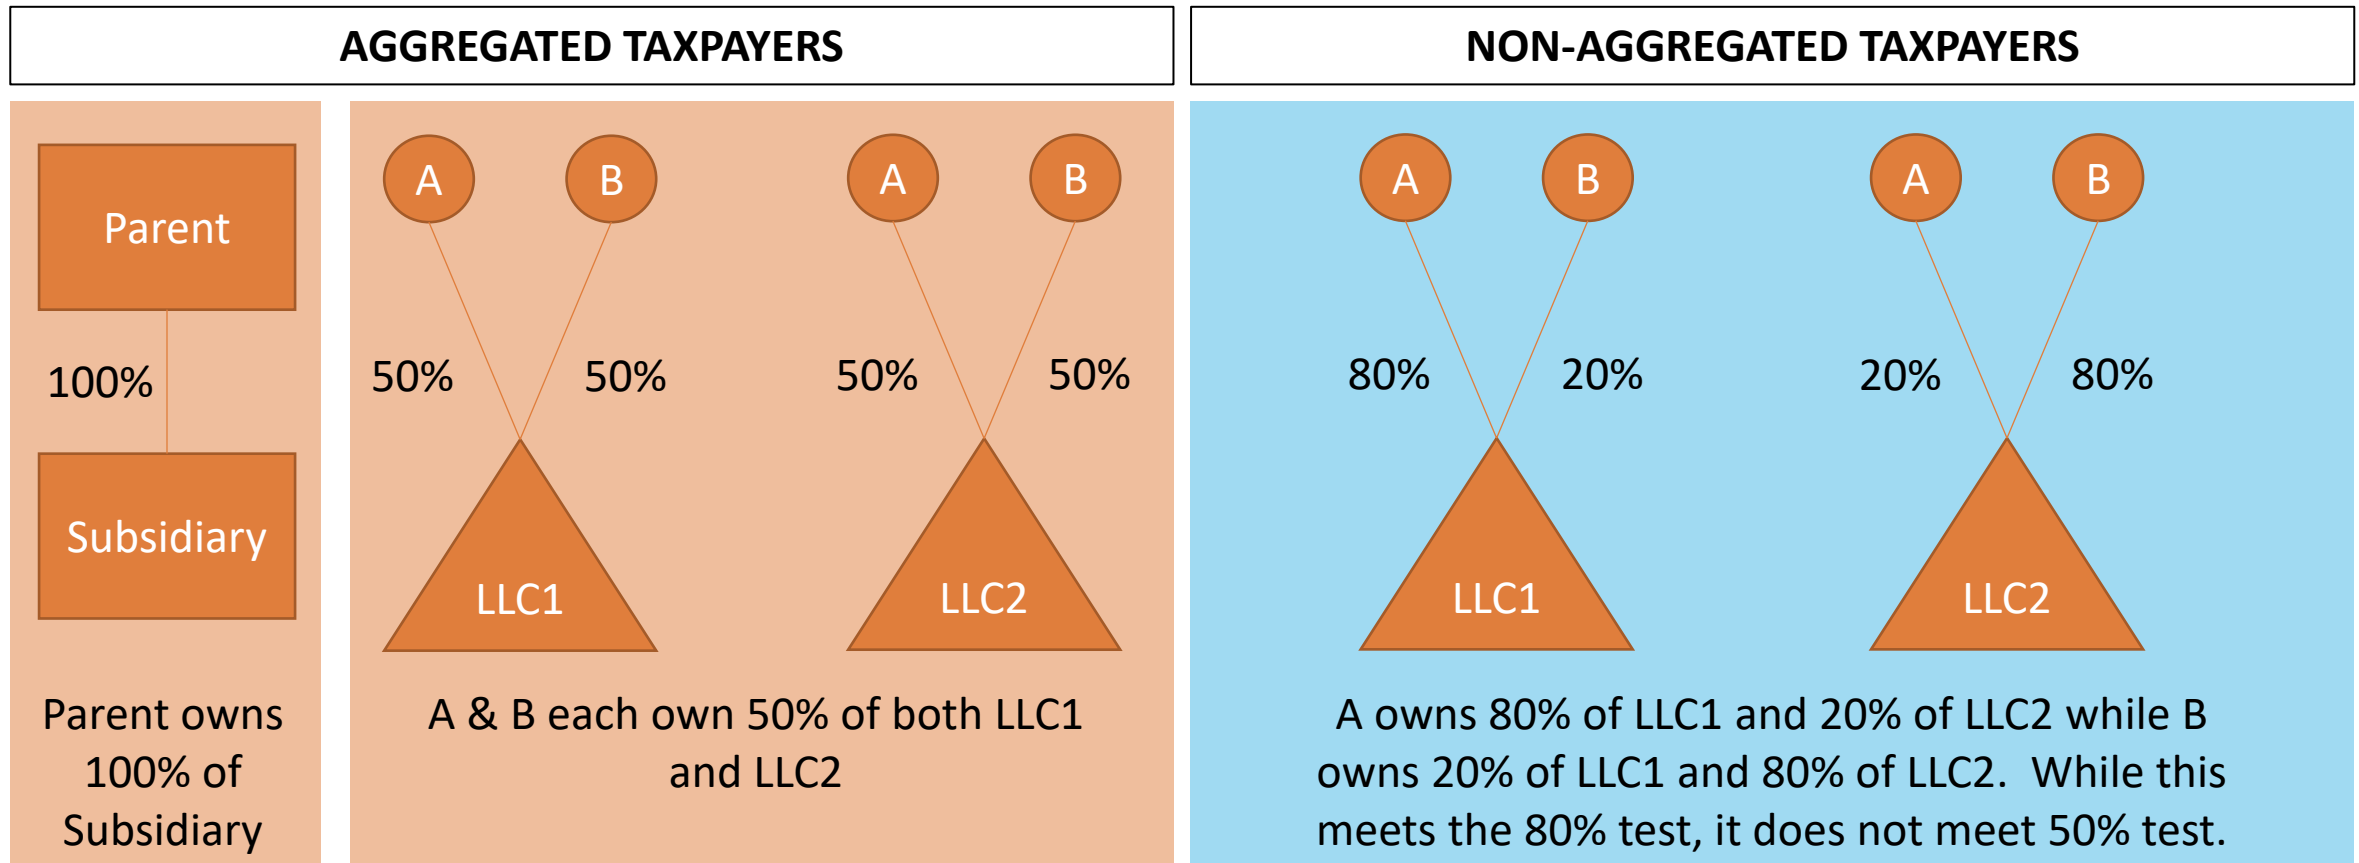 AGGREGATED TAXPAYERS
NON-AGGREGATED TAXPAYERS
Parent
100%
Subsidiary
Parent owns
100% of
Subsidiary
A
B
A
B
50%
50%
50%
50%
LLC1
LLC2
A & B each own 50% of both LLC1
and LLC2
A
B
A
B
80%
20%
20%
80%
LLC1
LLC2
A owns 80% of LLC1 and 20% of LLC2 while B
owns 20% of LLC1 and 80% of LLC2.  While this
meets the 80% test, it does not meet 50% test.